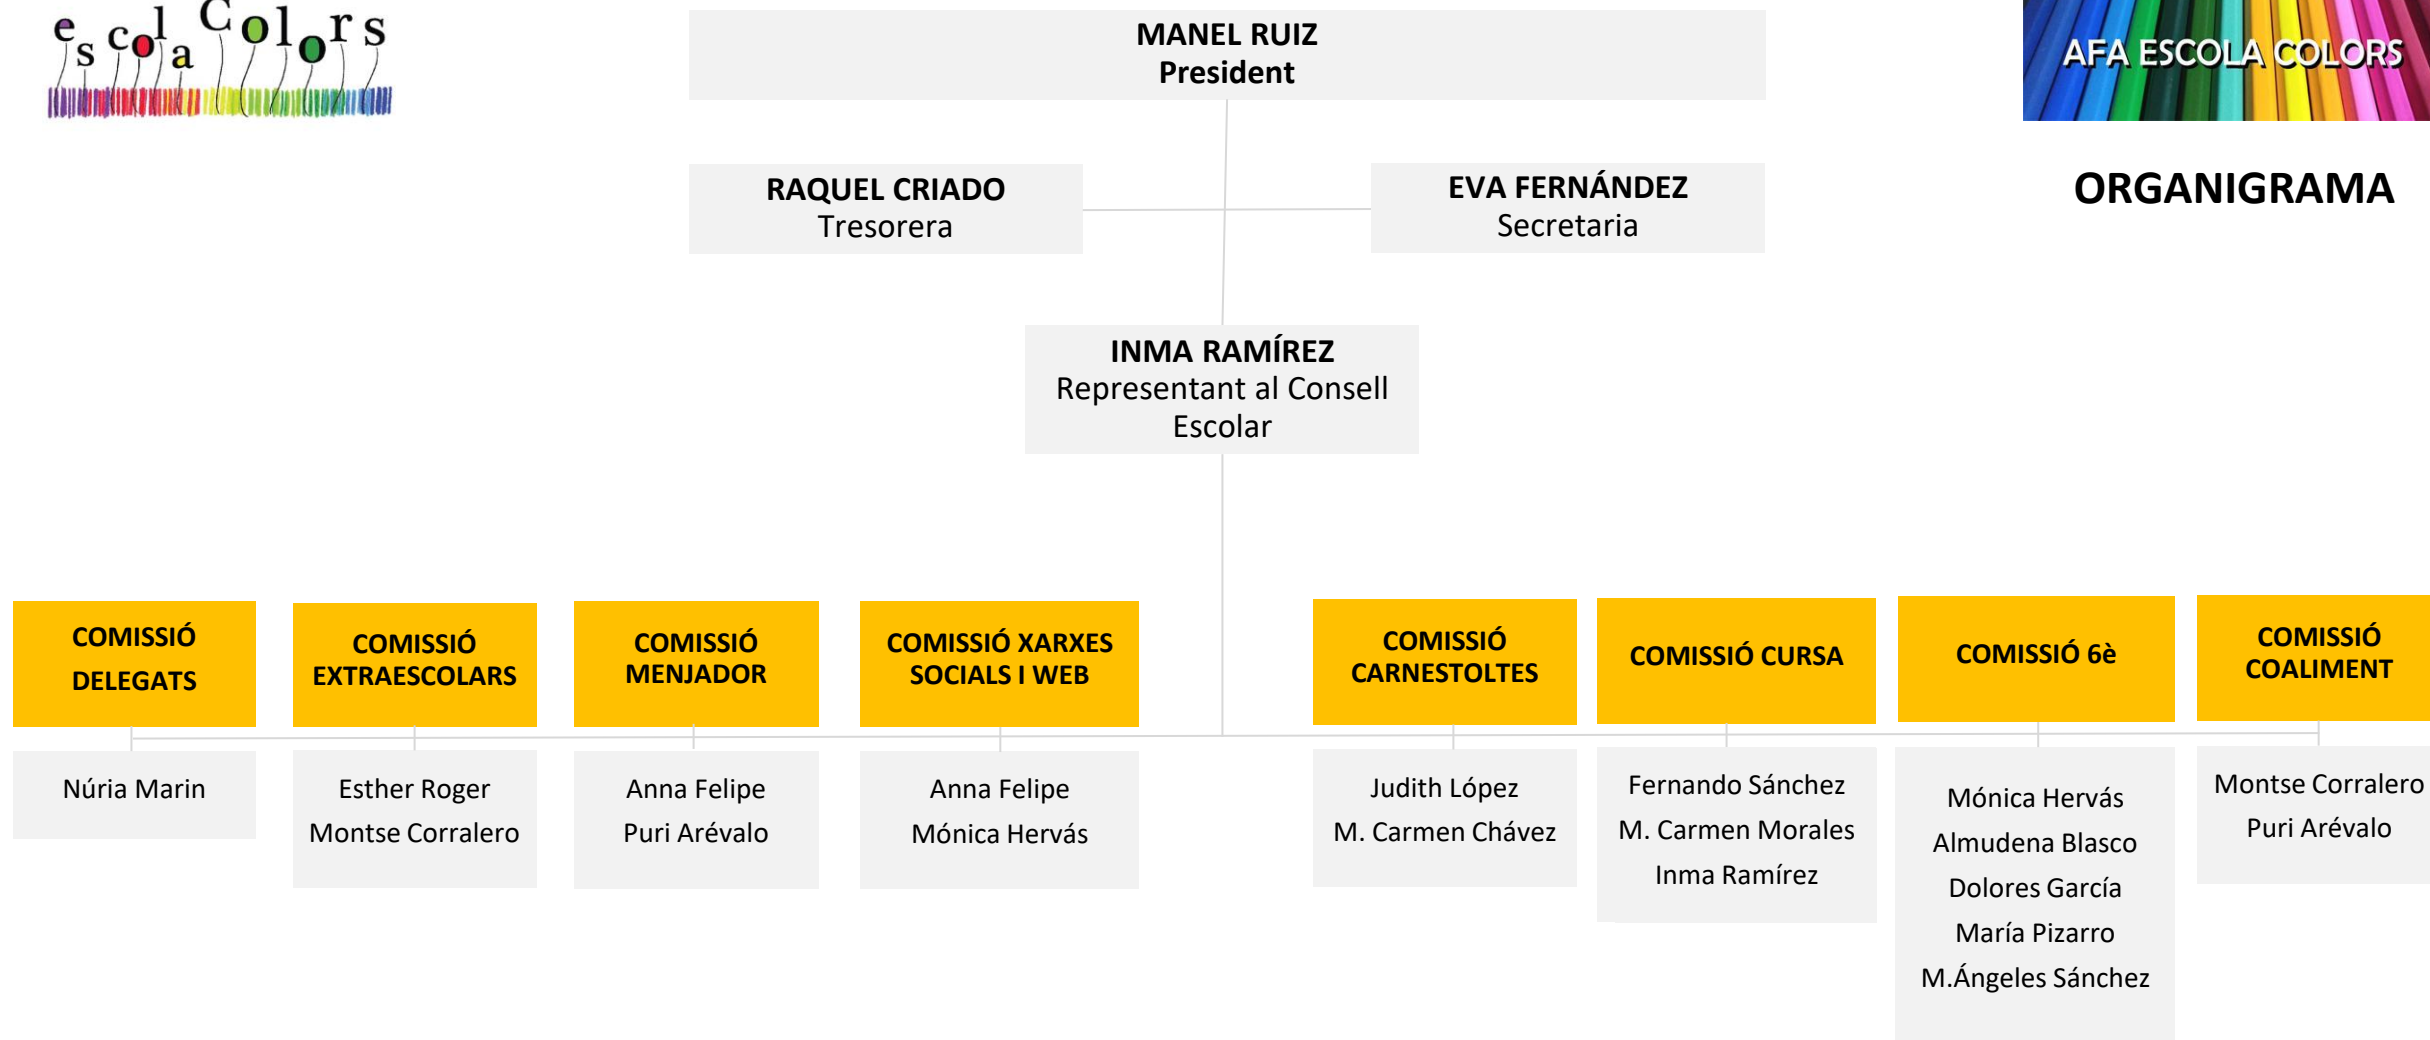 escola Colors
MANEL RUIZ
President
AFA ESCOLA COLORS
RAQUEL CRIADO
Tresorera
EVA FERNÁNDEZ
Secretaria
ORGANIGRAMA
INMA RAMÍREZ
Representant al Consell
Escolar
COMISSIÓ
DELEGATS
Núria Marin
COMISSIÓ
EXTRAESCOLARS
Esther Roger
Montse Corralero
COMISSIÓ
MENJADOR
Anna Felipe
Puri Arévalo
COMISSIÓ XARXES
SOCIALS I WEB
Anna Felipe
Mónica Hervás
COMISSIÓ
CARNESTOLTES
Judith López
M. Carmen Chávez
COMISSIÓ CURSA
Fernando Sánchez
M. Carmen Morales
Inma Ramírez
COMISSIÓ 6è
Mónica Hervás
Almudena Blasco
Dolores García
María Pizarro
M.Ángeles Sánchez
COMISSIÓ
COALIMENT
Montse Corralero
Puri Arévalo